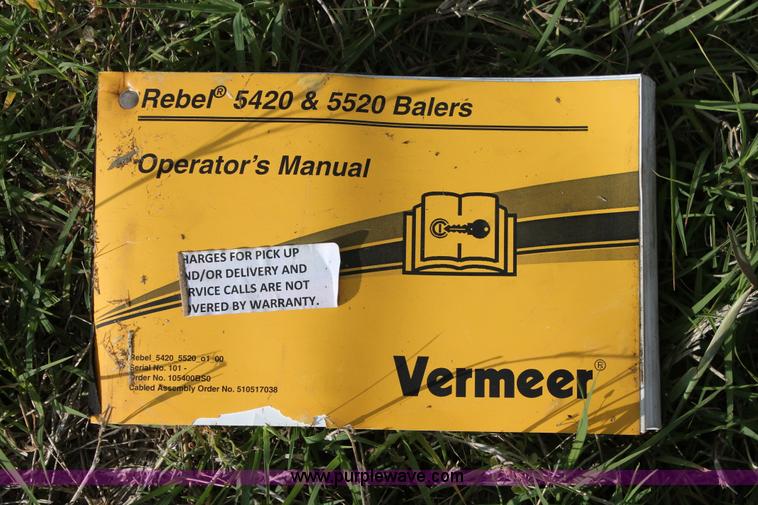 Rebel® 5420 & 5520 Balers
Operator's Manual
HARGES FOR PICK UP
ND/OR DELIVERY AND
RVICE CALLS ARE NOT
VERED BY WARRANTY.
Rebel_5420_5520_o1_00
Serial No. 101 -
Order No. 105400BS0
Cabled Assembly Order No. 510517038
Vermeer®
www.purplewave.com